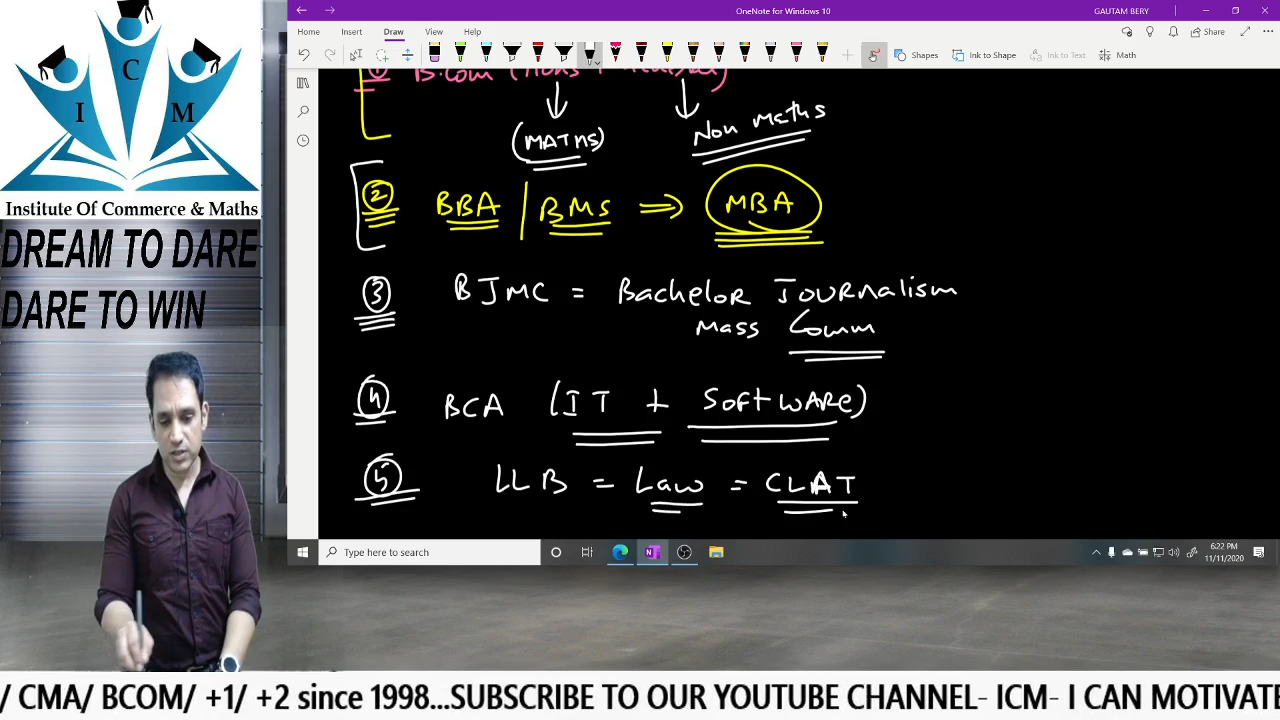 OneNote for Windows 10
GAUTAM BERY
Home Insert Draw View Help
Share
Shapes
Ink to Shape
Ink to Text
Math
I C M
Institute Of Commerce & Maths
DREAM TO DARE
DARE TO WIN
① B.Com (Hons +
(MATHS)
Non Maths
② BBA | BMS ⇒ MBA
③ BJMC = Bachelor Journalism
Mass Comm
④ BCA (IT + Software)
⑤ LLB = Law = CLAT
Type here to search
6:22 PM
11/11/2020
/ CMA/ BCOM/ +1/ +2 since 1998...SUBSCRIBE TO OUR YOUTUBE CHANNEL- ICM- I CAN MOTIVATE